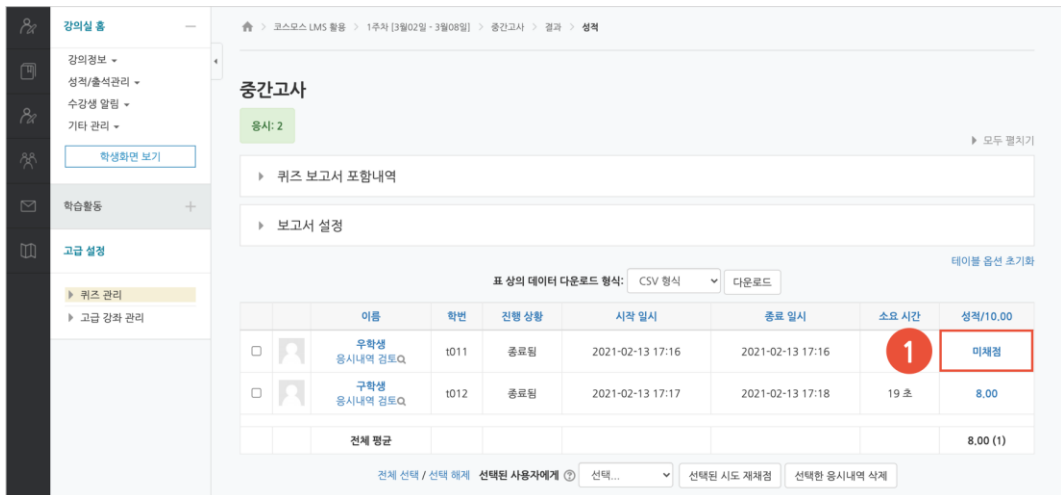 강의실 홈
코스모스 LMS 활용 > 1주차 [3월02일 - 3월08일] > 중간고사 > 결과 > 성적
강의정보
성적/출석관리
수강생 알림
기타 관리
학생화면 보기
학습활동
고급 설정
퀴즈 관리
고급 강좌 관리
중간고사
응시: 2
모두 펼치기
퀴즈 보고서 포함내역
보고서 설정
테이블 옵션 초기화
표 상의 데이터 다운로드 형식: CSV 형식 다운로드
이름 학번 진행 상황 시작 일시 종료 일시 소요 시간 성적/10.00
우학생
응시내역 검토
t011 종료됨 2021-02-13 17:16 2021-02-13 17:16 1 미채점
구학생
응시내역 검토
t012 종료됨 2021-02-13 17:17 2021-02-13 17:18 19 초 8.00
전체 평균 8.00 (1)
전체 선택 / 선택 해제 선택된 사용자에게 ? 선택... 선택된 시도 재채점 선택한 응시내역 삭제